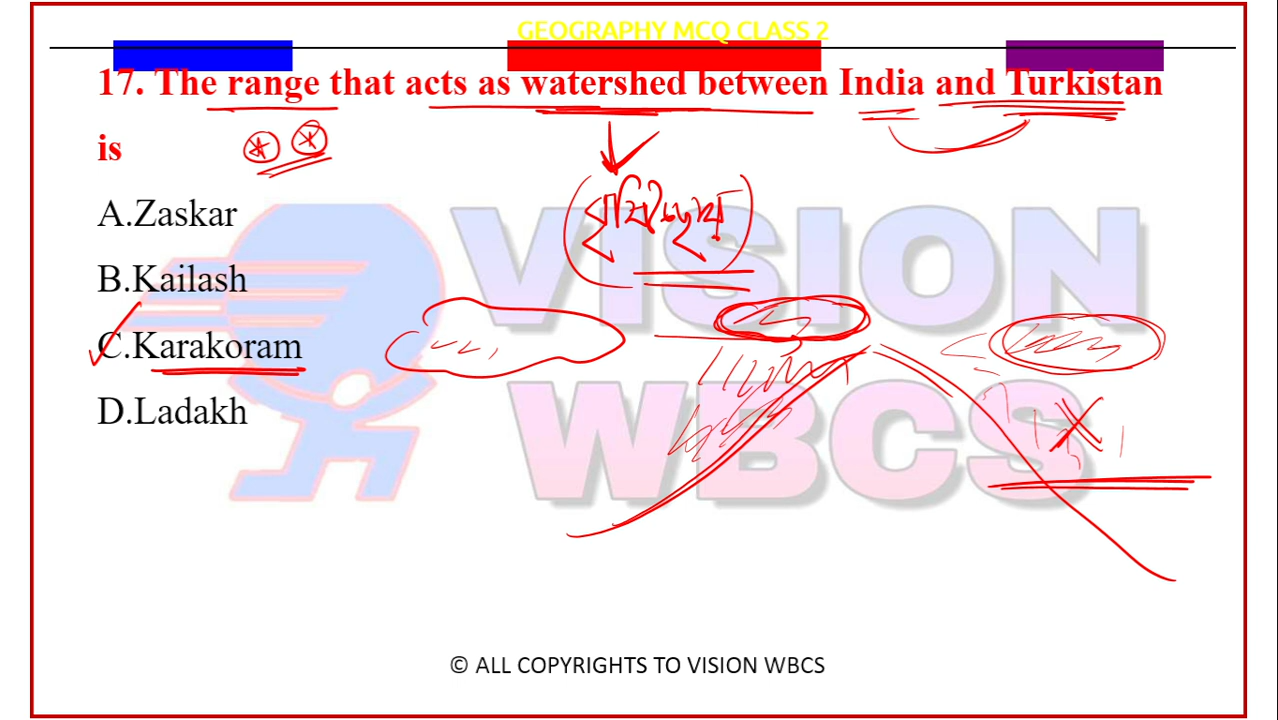 GEOGRAPHY MCQ CLASS 2
17. The range that acts as watershed between India and Turkistan
is
A.Zaskar
B.Kailash
C.Karakoram
D.Ladakh
VISION
WBCS
© ALL COPYRIGHTS TO VISION WBCS